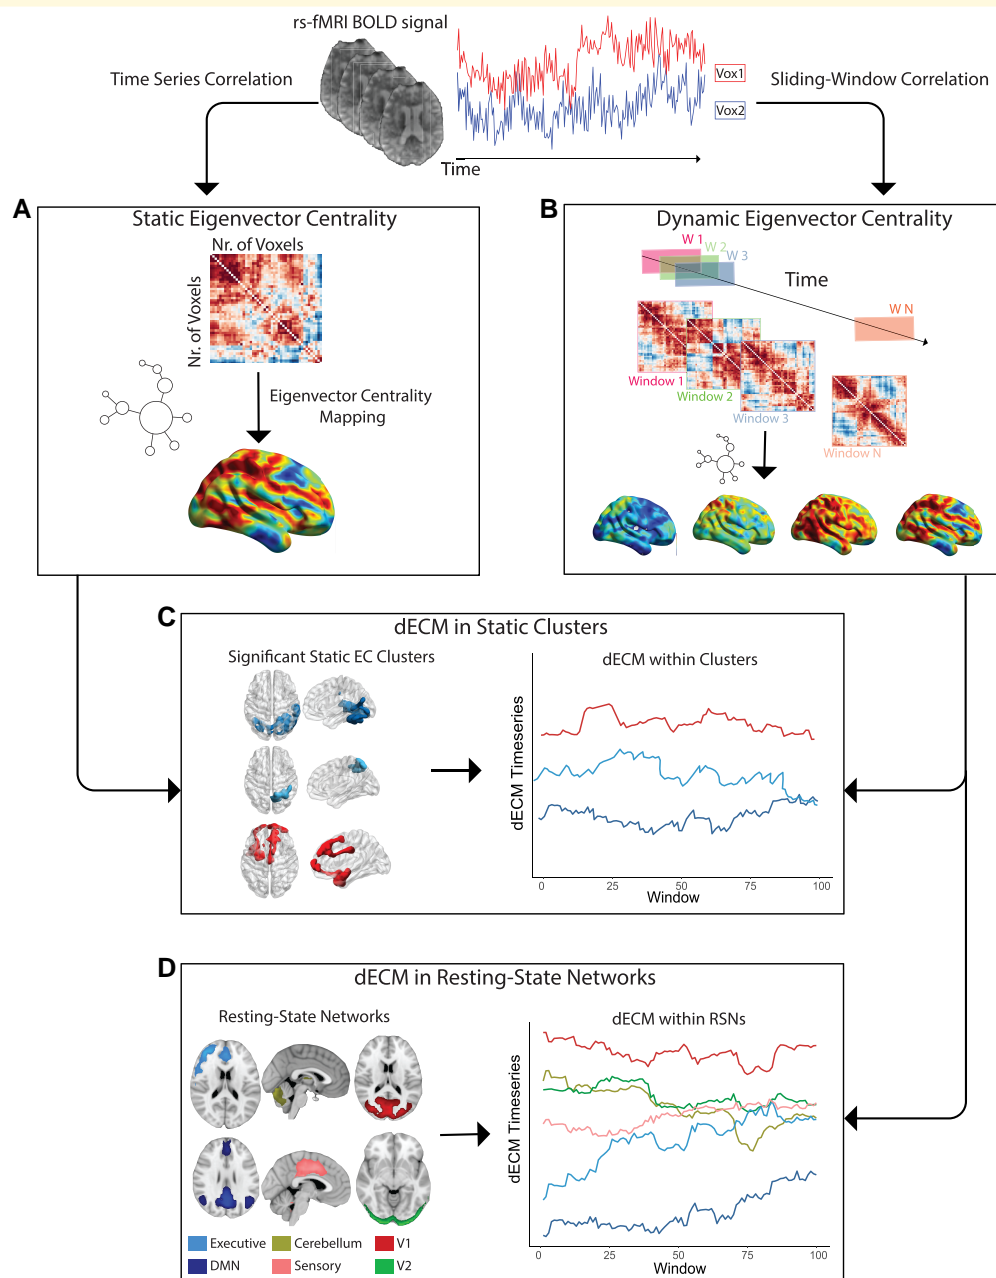 rs-fMRI BOLD signal
Time Series Correlation
Vox1
Vox2
Sliding-Window Correlation
Time
A
Static Eigenvector Centrality
Nr. of Voxels
Nr. of Voxels
Eigenvector Centrality
Mapping
B
Dynamic Eigenvector Centrality
W 1
W 2
W 3
Time
W N
Window 1
Window 2
Window 3
Window N
C
dECM in Static Clusters
Significant Static EC Clusters
dECM within Clusters
dECM Timeseries
0 25 50 75 100
Window
D
dECM in Resting-State Networks
Resting-State Networks
dECM within RSNs
dECM Timeseries
0 25 50 75 100
Window
Executive Cerebellum V1
DMN Sensory V2